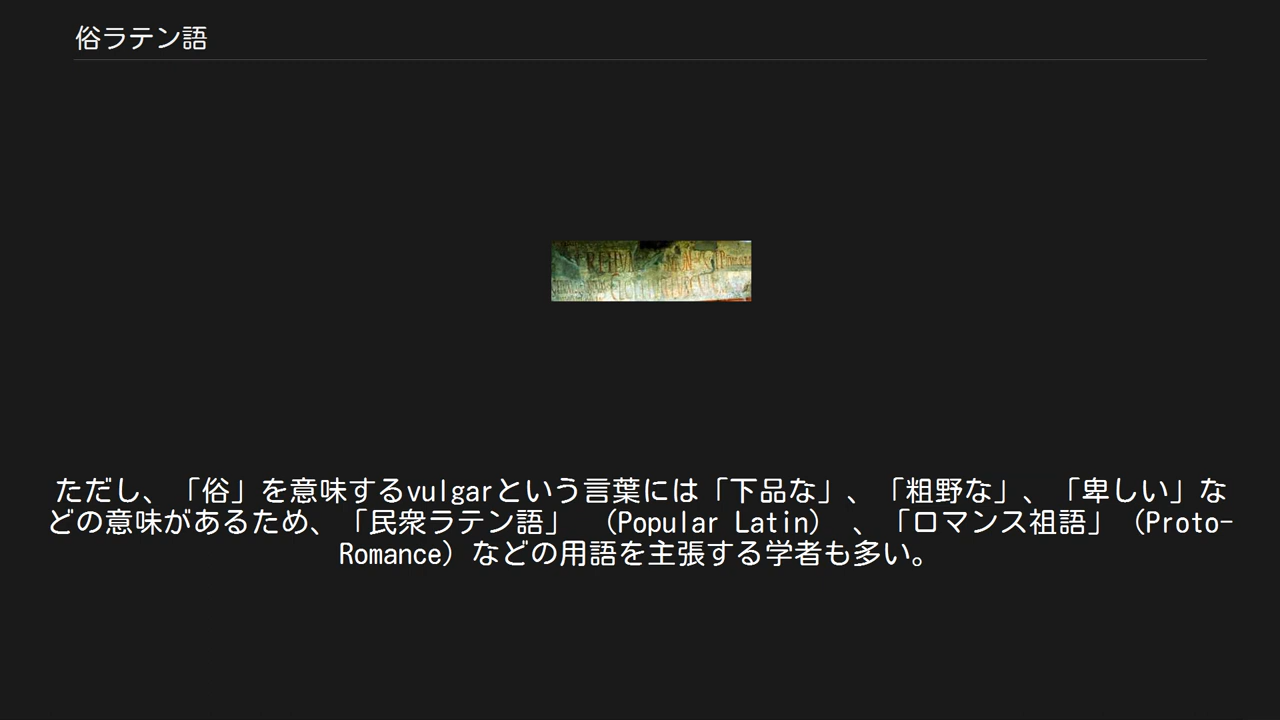 俗ラテン語
ただし、「俗」を意味するvulgarという言葉には「下品な」、「粗野な」、「卑しい」な
どの意味があるため、「民衆ラテン語」 （Popular Latin） 、「ロマンス祖語」（Proto-
Romance）などの用語を主張する学者も多い。